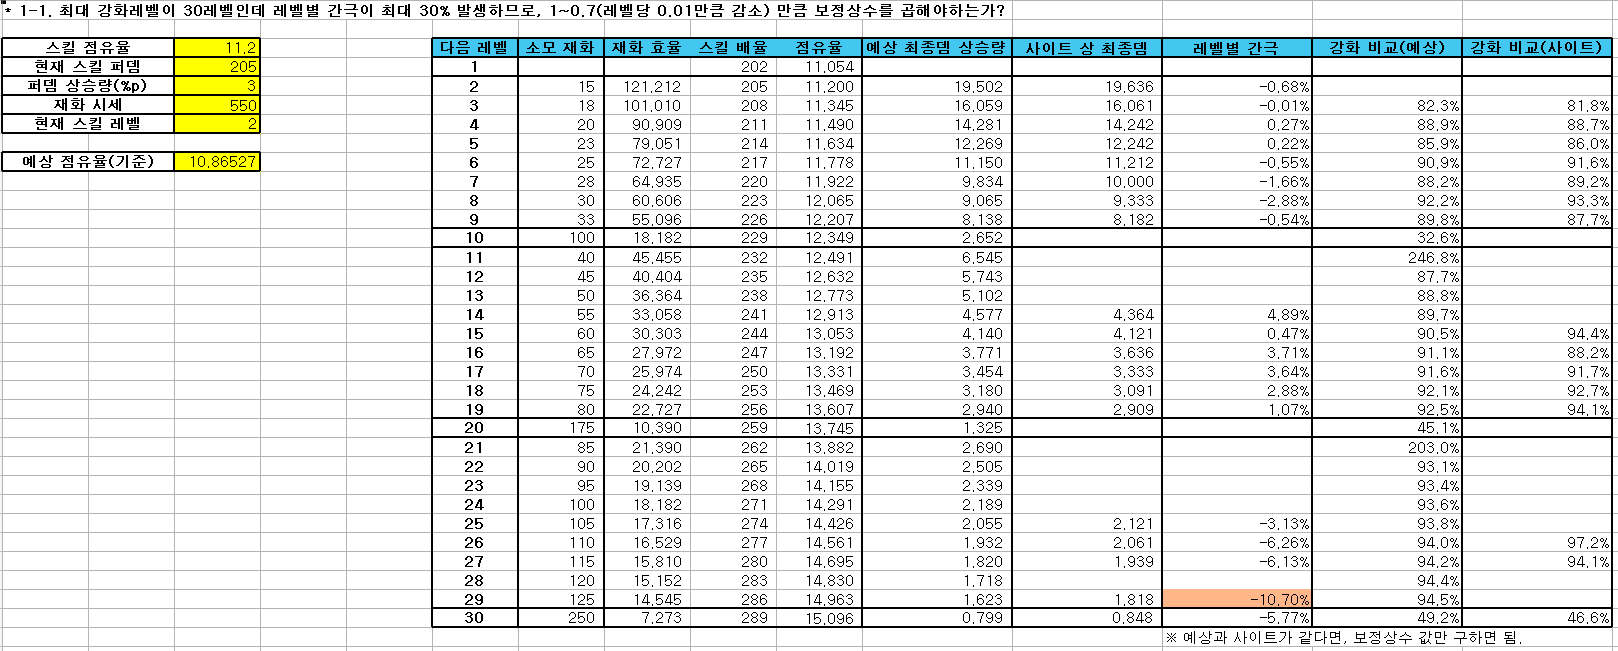 * 1-1. 최대 강화레벨이 30레벨인데 레벨별 간극이 최대 30% 발생하므로, 1~0.7(레벨당 0.01만큼 감소) 만큼 보정상수를 곱해야하는가?
스킬 점유율 11.2
현재 스킬 퍼뎀 205
퍼뎀 상승량(%p) 3
재화 시세 550
현재 스킬 레벨 2
예상 점유율(기준) 10.86527
다음 레벨 소모 재화 재화 효율 스킬 배율 점유율 예상 최종뎀 상승량 사이트 상 최종뎀 레벨별 간극 강화 비교(예상) 강화 비교(사이트)
1 202 11.054
2 15 121.212 205 11.200 19.502 19.636 -0.68%
3 18 101.010 208 11.345 16.059 16.061 -0.01% 82.3% 81.8%
4 20 90.909 211 11.490 14.281 14.242 0.27% 88.9% 88.7%
5 23 79.051 214 11.634 12.269 12.242 0.22% 85.9% 86.0%
6 25 72.727 217 11.778 11.150 11.212 -0.55% 90.9% 91.6%
7 28 64.935 220 11.922 9.834 10.000 -1.66% 88.2% 89.2%
8 30 60.606 223 12.065 9.065 9.333 -2.88% 92.2% 93.3%
9 33 55.096 226 12.207 8.138 8.182 -0.54% 89.8% 87.7%
10 100 18.182 229 12.349 2.652 32.6%
11 40 45.455 232 12.491 6.545 246.8%
12 45 40.404 235 12.632 5.743 87.7%
13 50 36.364 238 12.773 5.102 88.8%
14 55 33.058 241 12.913 4.577 4.364 4.89% 89.7%
15 60 30.303 244 13.053 4.140 4.121 0.47% 90.5% 94.4%
16 65 27.972 247 13.192 3.771 3.636 3.71% 91.1% 88.2%
17 70 25.974 250 13.331 3.454 3.333 3.64% 91.6% 91.7%
18 75 24.242 253 13.469 3.180 3.091 2.88% 92.1% 92.7%
19 80 22.727 256 13.607 2.940 2.909 1.07% 92.5% 94.1%
20 175 10.390 259 13.745 1.325 45.1%
21 85 21.390 262 13.882 2.690 203.0%
22 90 20.202 265 14.019 2.505 93.1%
23 95 19.139 268 14.155 2.339 93.4%
24 100 18.182 271 14.291 2.189 93.6%
25 105 17.316 274 14.426 2.055 2.121 -3.13% 93.8%
26 110 16.529 277 14.561 1.932 2.061 -6.26% 94.0% 97.2%
27 115 15.810 280 14.695 1.820 1.939 -6.13% 94.2% 94.1%
28 120 15.152 283 14.830 1.718 94.4%
29 125 14.545 286 14.963 1.623 1.818 -10.70% 94.5%
30 250 7.273 289 15.096 0.799 0.848 -5.77% 49.2% 46.6%
※ 예상과 사이트가 같다면, 보정상수 값만 구하면 됨.